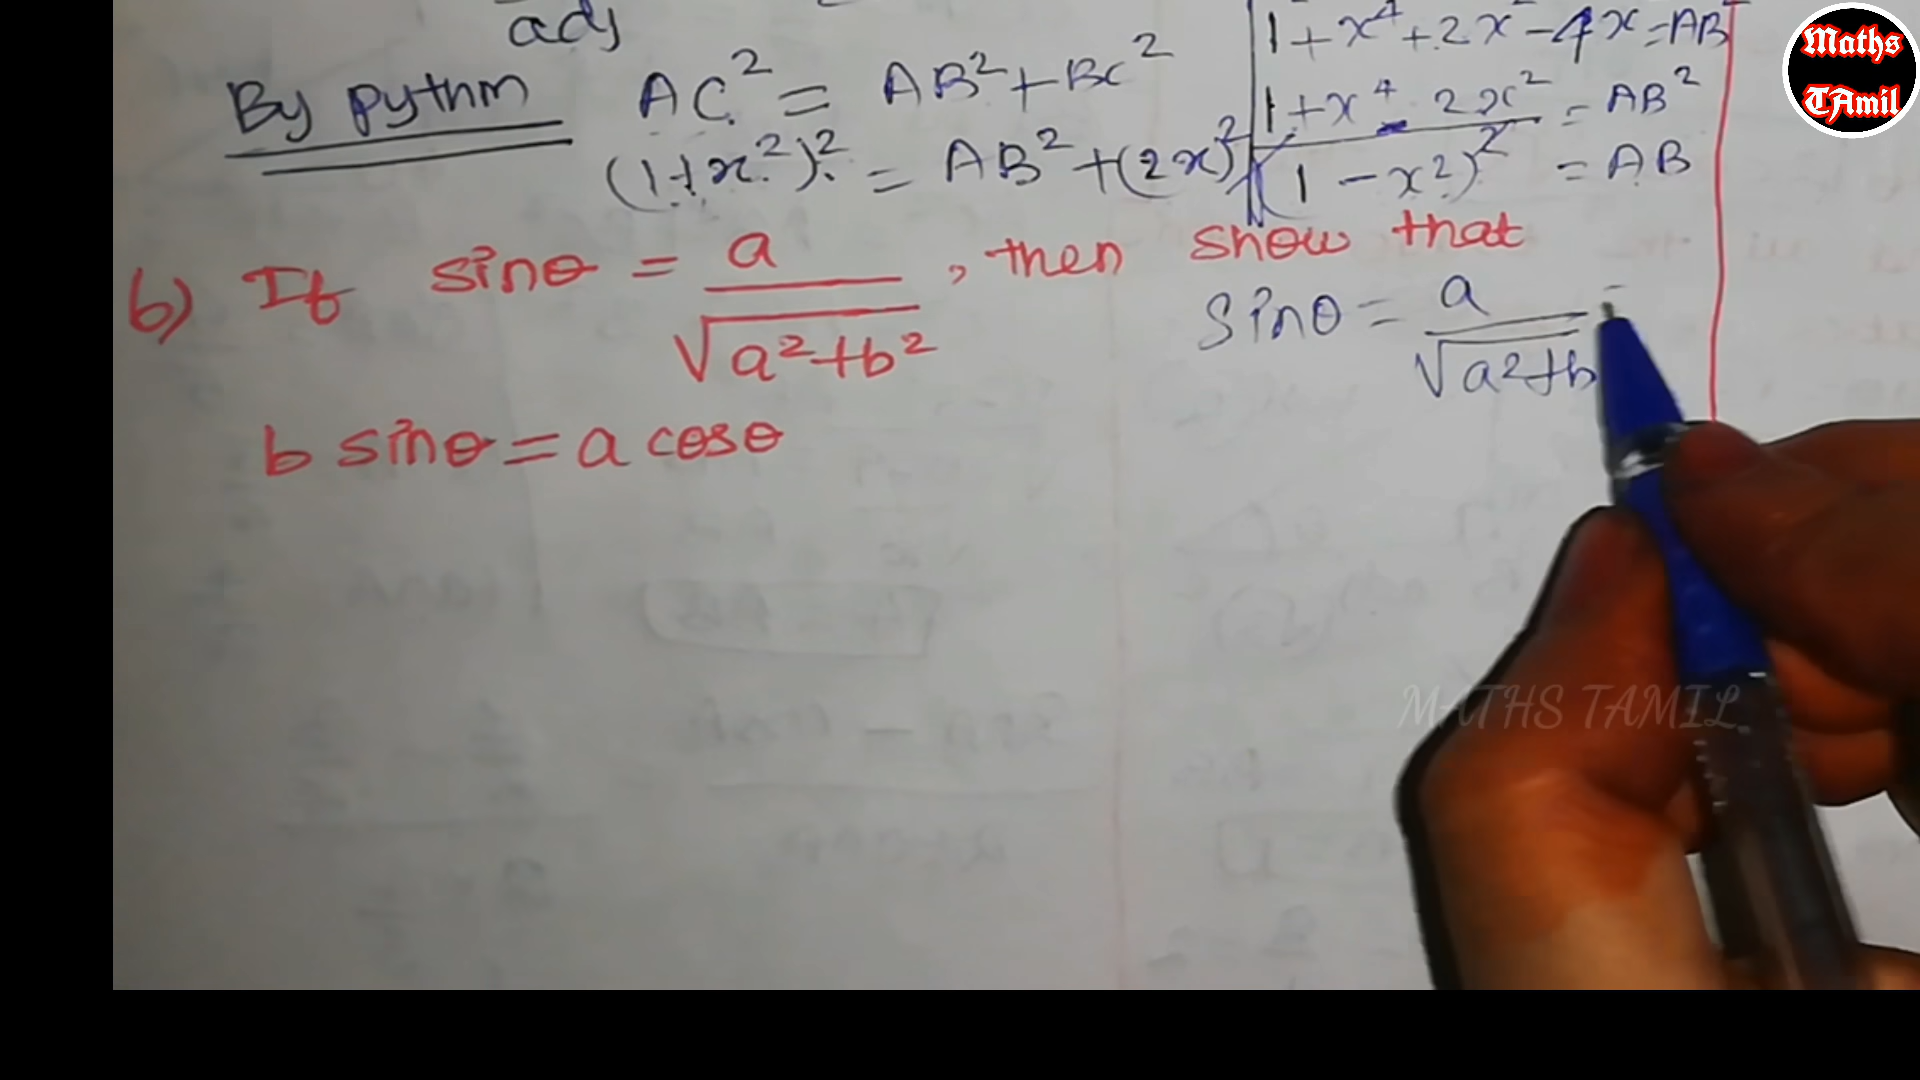 adj
By pythm AC² = AB²+BC²
(1+x²)² = AB²+(2x)²
1+x⁴+2x²-4x=AB²
1+x⁴-2x² = AB²
(1-x²)² = AB
b) If sinθ = a/√a²+b² , then show that
b sinθ = a cosθ
sinθ = a/√a²+b
Maths
TAmil
MATHS TAMIL